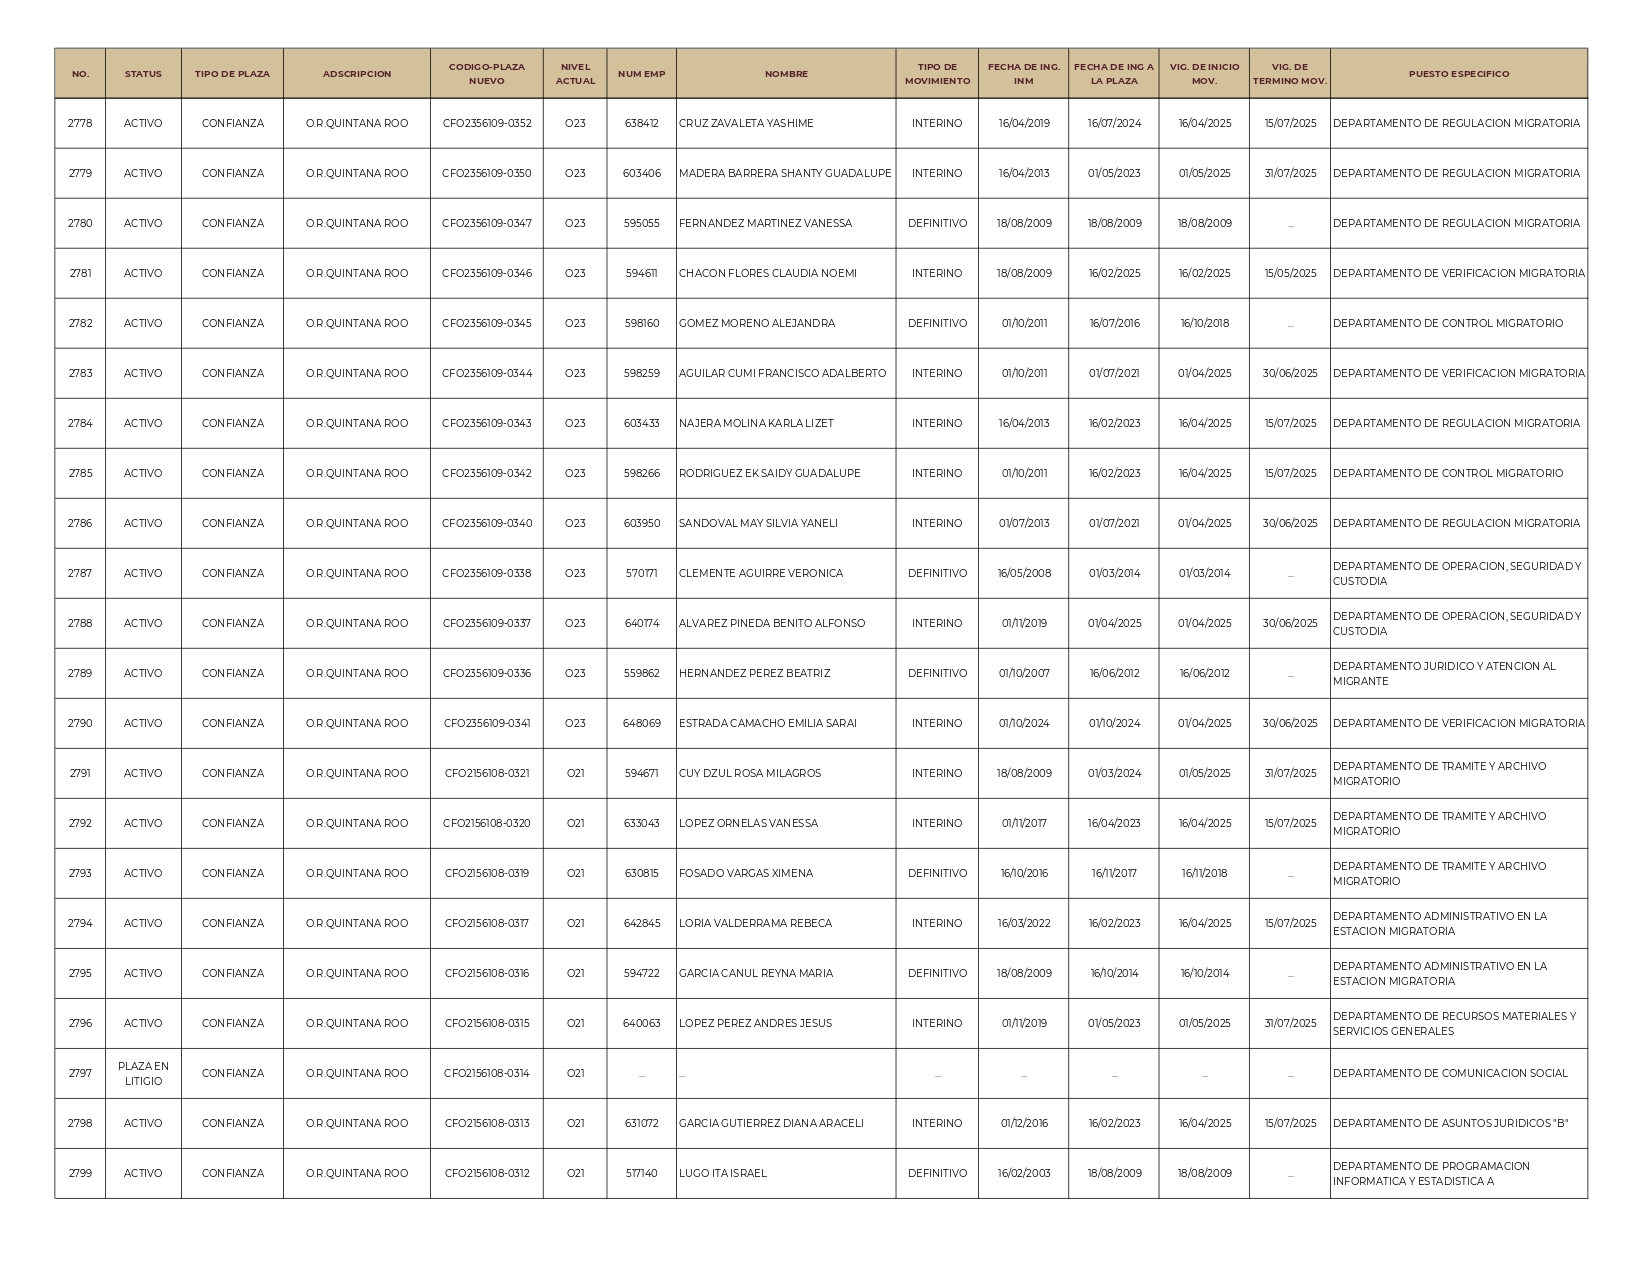 NO. STATUS TIPO DE PLAZA ADSCRIPCION CODIGO-PLAZA NUEVO NIVEL ACTUAL NUM EMP NOMBRE TIPO DE MOVIMIENTO FECHA DE ING. INM FECHA DE ING A LA PLAZA VIG. DE INICIO MOV. VIG. DE TERMINO MOV. PUESTO ESPECIFICO
2778 ACTIVO CONFIANZA O.R.QUINTANA ROO CFO2356109-0352 O23 638412 CRUZ ZAVALETA YASHIME INTERINO 16/04/2019 16/07/2024 16/04/2025 15/07/2025 DEPARTAMENTO DE REGULACION MIGRATORIA
2779 ACTIVO CONFIANZA O.R.QUINTANA ROO CFO2356109-0350 O23 603406 MADERA BARRERA SHANTY GUADALUPE INTERINO 16/04/2013 01/05/2023 01/05/2025 31/07/2025 DEPARTAMENTO DE REGULACION MIGRATORIA
2780 ACTIVO CONFIANZA O.R.QUINTANA ROO CFO2356109-0347 O23 595055 FERNANDEZ MARTINEZ VANESSA DEFINITIVO 18/08/2009 18/08/2009 18/08/2009 ... DEPARTAMENTO DE REGULACION MIGRATORIA
2781 ACTIVO CONFIANZA O.R.QUINTANA ROO CFO2356109-0346 O23 594611 CHACON FLORES CLAUDIA NOEMI INTERINO 18/08/2009 16/02/2025 16/02/2025 15/05/2025 DEPARTAMENTO DE VERIFICACION MIGRATORIA
2782 ACTIVO CONFIANZA O.R.QUINTANA ROO CFO2356109-0345 O23 598160 GOMEZ MORENO ALEJANDRA DEFINITIVO 01/10/2011 16/07/2016 16/10/2018 ... DEPARTAMENTO DE CONTROL MIGRATORIO
2783 ACTIVO CONFIANZA O.R.QUINTANA ROO CFO2356109-0344 O23 598259 AGUILAR CUMI FRANCISCO ADALBERTO INTERINO 01/10/2011 01/07/2021 01/04/2025 30/06/2025 DEPARTAMENTO DE VERIFICACION MIGRATORIA
2784 ACTIVO CONFIANZA O.R.QUINTANA ROO CFO2356109-0343 O23 603433 NAJERA MOLINA KARLA LIZET INTERINO 16/04/2013 16/02/2023 16/04/2025 15/07/2025 DEPARTAMENTO DE REGULACION MIGRATORIA
2785 ACTIVO CONFIANZA O.R.QUINTANA ROO CFO2356109-0342 O23 598266 RODRIGUEZ EK SAIDY GUADALUPE INTERINO 01/10/2011 16/02/2023 16/04/2025 15/07/2025 DEPARTAMENTO DE CONTROL MIGRATORIO
2786 ACTIVO CONFIANZA O.R.QUINTANA ROO CFO2356109-0340 O23 603950 SANDOVAL MAY SILVIA YANELI INTERINO 01/07/2013 01/07/2021 01/04/2025 30/06/2025 DEPARTAMENTO DE REGULACION MIGRATORIA
2787 ACTIVO CONFIANZA O.R.QUINTANA ROO CFO2356109-0338 O23 570171 CLEMENTE AGUIRRE VERONICA DEFINITIVO 16/05/2008 01/03/2014 01/03/2014 ... DEPARTAMENTO DE OPERACION, SEGURIDAD Y CUSTODIA
2788 ACTIVO CONFIANZA O.R.QUINTANA ROO CFO2356109-0337 O23 640174 ALVAREZ PINEDA BENITO ALFONSO INTERINO 01/11/2019 01/04/2025 01/04/2025 30/06/2025 DEPARTAMENTO DE OPERACION, SEGURIDAD Y CUSTODIA
2789 ACTIVO CONFIANZA O.R.QUINTANA ROO CFO2356109-0336 O23 559862 HERNANDEZ PEREZ BEATRIZ DEFINITIVO 01/10/2007 16/06/2012 16/06/2012 ... DEPARTAMENTO JURIDICO Y ATENCION AL MIGRANTE
2790 ACTIVO CONFIANZA O.R.QUINTANA ROO CFO2356109-0341 O23 648069 ESTRADA CAMACHO EMILIA SARAI INTERINO 01/10/2024 01/10/2024 01/04/2025 30/06/2025 DEPARTAMENTO DE VERIFICACION MIGRATORIA
2791 ACTIVO CONFIANZA O.R.QUINTANA ROO CFO2156108-0321 O21 594671 CUY DZUL ROSA MILAGROS INTERINO 18/08/2009 01/03/2024 01/05/2025 31/07/2025 DEPARTAMENTO DE TRAMITE Y ARCHIVO MIGRATORIO
2792 ACTIVO CONFIANZA O.R.QUINTANA ROO CFO2156108-0320 O21 633043 LOPEZ ORNELAS VANESSA INTERINO 01/11/2017 16/04/2023 16/04/2025 15/07/2025 DEPARTAMENTO DE TRAMITE Y ARCHIVO MIGRATORIO
2793 ACTIVO CONFIANZA O.R.QUINTANA ROO CFO2156108-0319 O21 630815 FOSADO VARGAS XIMENA DEFINITIVO 16/10/2016 16/11/2017 16/11/2018 ... DEPARTAMENTO DE TRAMITE Y ARCHIVO MIGRATORIO
2794 ACTIVO CONFIANZA O.R.QUINTANA ROO CFO2156108-0317 O21 642845 LORIA VALDERRAMA REBECA INTERINO 16/03/2022 16/02/2023 16/04/2025 15/07/2025 DEPARTAMENTO ADMINISTRATIVO EN LA ESTACION MIGRATORIA
2795 ACTIVO CONFIANZA O.R.QUINTANA ROO CFO2156108-0316 O21 594722 GARCIA CANUL REYNA MARIA DEFINITIVO 18/08/2009 16/10/2014 16/10/2014 ... DEPARTAMENTO ADMINISTRATIVO EN LA ESTACION MIGRATORIA
2796 ACTIVO CONFIANZA O.R.QUINTANA ROO CFO2156108-0315 O21 640063 LOPEZ PEREZ ANDRES JESUS INTERINO 01/11/2019 01/05/2023 01/05/2025 31/07/2025 DEPARTAMENTO DE RECURSOS MATERIALES Y SERVICIOS GENERALES
2797 PLAZA EN LITIGIO CONFIANZA O.R.QUINTANA ROO CFO2156108-0314 O21 ... ... ... ... ... ... ... DEPARTAMENTO DE COMUNICACION SOCIAL
2798 ACTIVO CONFIANZA O.R.QUINTANA ROO CFO2156108-0313 O21 631072 GARCIA GUTIERREZ DIANA ARACELI INTERINO 01/12/2016 16/02/2023 16/04/2025 15/07/2025 DEPARTAMENTO DE ASUNTOS JURIDICOS "B"
2799 ACTIVO CONFIANZA O.R.QUINTANA ROO CFO2156108-0312 O21 517140 LUGO ITA ISRAEL DEFINITIVO 16/02/2003 18/08/2009 18/08/2009 ... DEPARTAMENTO DE PROGRAMACION INFORMATICA Y ESTADISTICA A